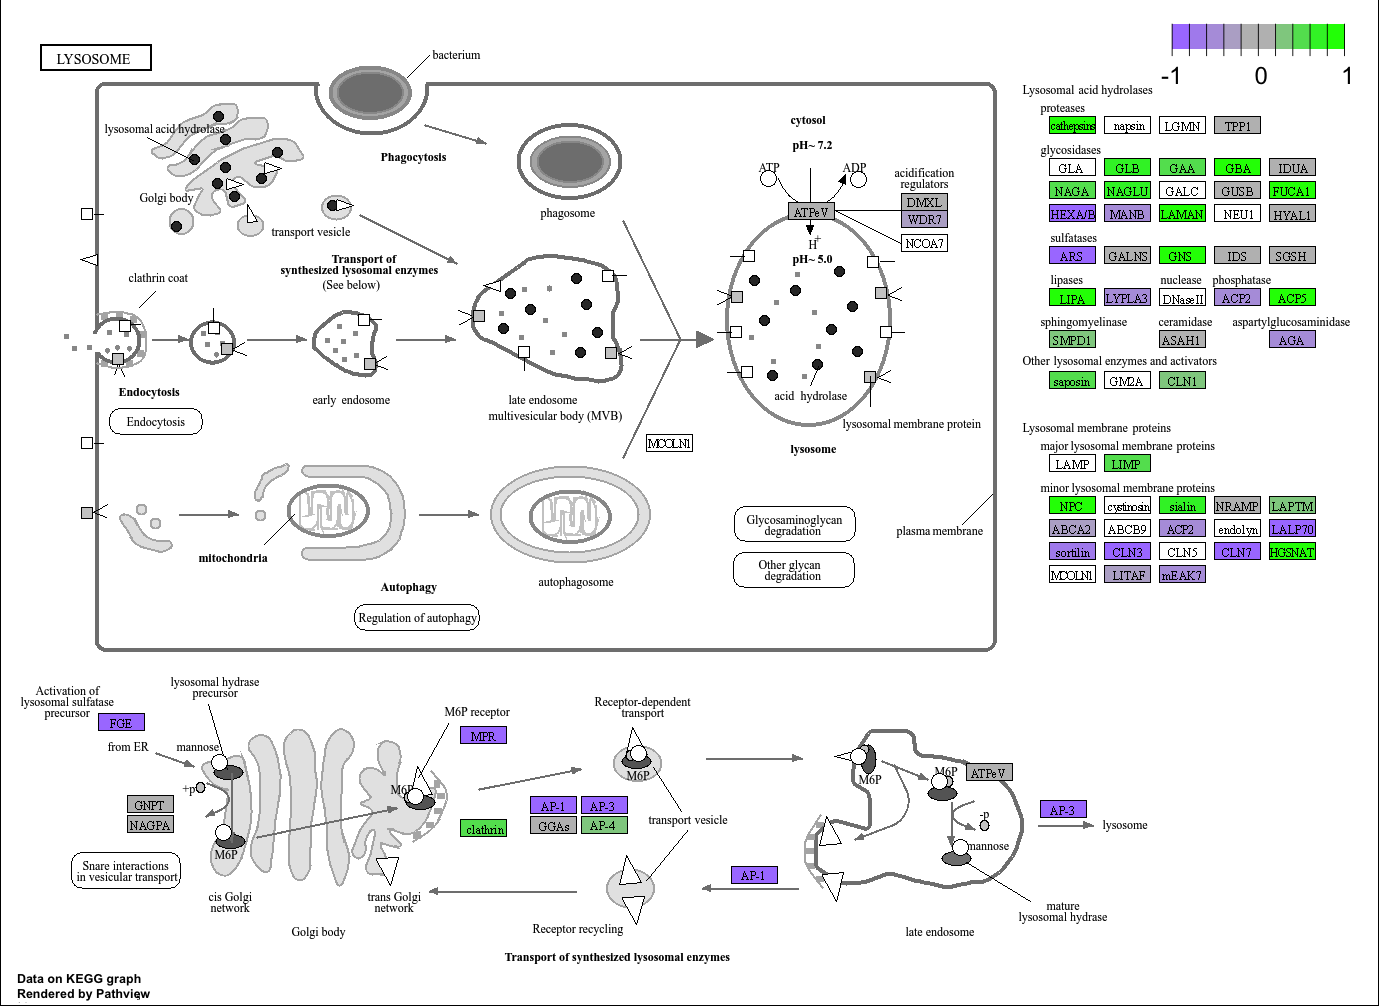 LYSOSOME
bacterium
-1 0 1
lysosomal acid hydrolase
Golgi body
transport vesicle
Phagocytosis
phagosome
Transport of
synthesized lysosomal enzymes
(See below)
clathrin coat
Endocytosis
Endocytosis
early endosome
late endosome
multivesicular body (MVB)
MCOLN1
cytosol
pH~ 7.2
ATP
ADP
ATPeV
H+
pH~ 5.0
acidification
regulators
DMXL
WDR7
NCOA7
acid hydrolase
lysosomal membrane protein
lysosome
mitochondria
Autophagy
Regulation of autophagy
autophagosome
Glycosaminoglycan
degradation
Other glycan
degradation
plasma membrane
Lysosomal acid hydrolases
proteases
cathepsins napsin LGMN TPP1
glycosidases
GLA GLB GAA GBA IDUA
NAGA NAGLU GALC GUSB FUCA1
HEXA/B MANB LAMAN NEU1 HYAL1
sulfatases
ARS GALNS GNS IDS SGSH
lipases nuclease phosphatase
LIPA LYPLA3 DNaseII ACP2 ACP5
sphingomyelinase ceramidase aspartylglucosaminidase
SMPD1 ASAH1 AGA
Other lysosomal enzymes and activators
saposin GM2A CLN1
Lysosomal membrane proteins
major lysosomal membrane proteins
LAMP LIMP
minor lysosomal membrane proteins
NPC cystinosin sialin NRAMP LAPTM
ABCA2 ABCB9 ACP2 endolyn LALP70
sortilin CLN3 CLN5 CLN7 HGSNAT
MCOLN1 LITAF mEAK7
Activation of
lysosomal sulfatase
precursor
FGE
lysosomal hydrase
precursor
from ER
mannose
+p
GNPT
NAGPA
M6P
Snare interactions
in vesicular transport
cis Golgi
network
Golgi body
trans Golgi
network
M6P
M6P receptor
MPR
clathrin
AP-1 AP-3
GGAs AP-4
Receptor-dependent
transport
M6P
transport vesicle
Receptor recycling
AP-1
M6P
M6P
ATPeV
-p
mannose
AP-3
lysosome
mature
lysosomal hydrase
late endosome
Transport of synthesized lysosomal enzymes
Data on KEGG graph
Rendered by Pathview